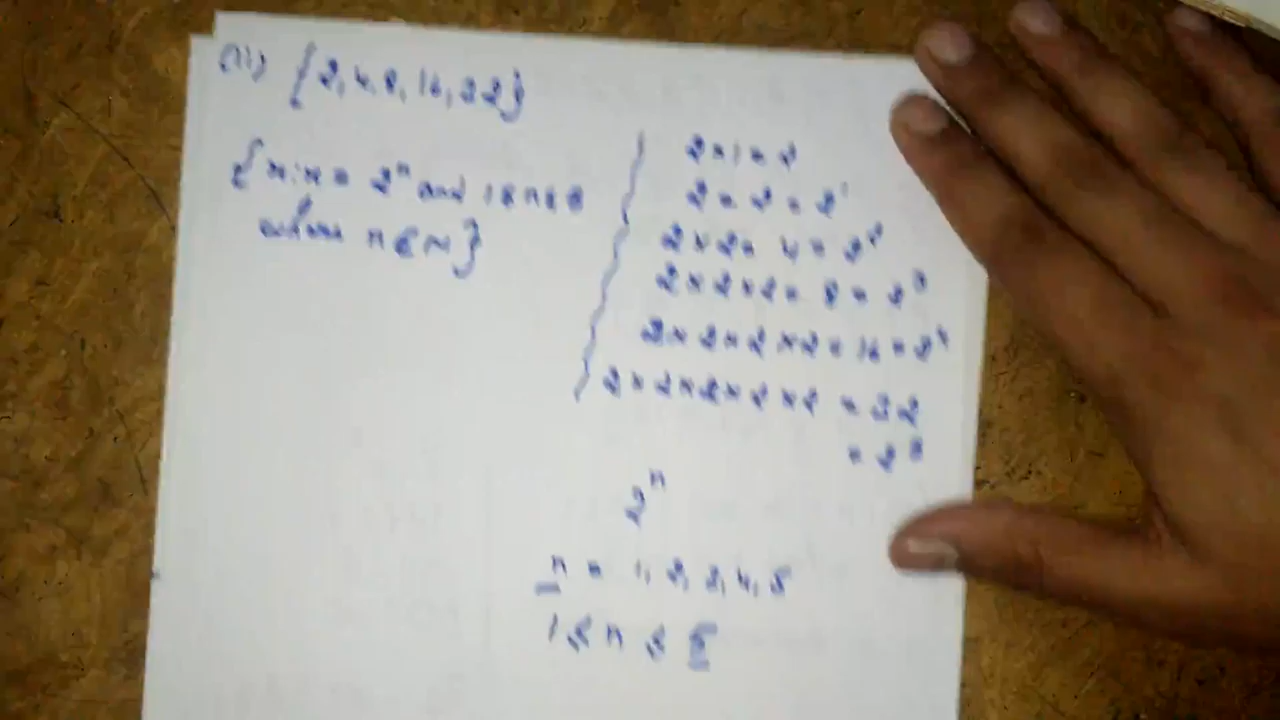 (ii) {2, 4, 8, 16, 32}
{x : x = 2ⁿ and 1 ≤ n ≤ 5
where n ∈ N}
2 × 1 = 2
2 = 2 = 2¹
2 × 2 = 4 = 2²
2 × 2 × 2 = 8 = 2³
2 × 2 × 2 × 2 = 16 = 2⁴
2 × 2 × 2 × 2 × 2 = 32
= 2⁵
2ⁿ
n = 1, 2, 3, 4, 5
1 ≤ n ≤ 5